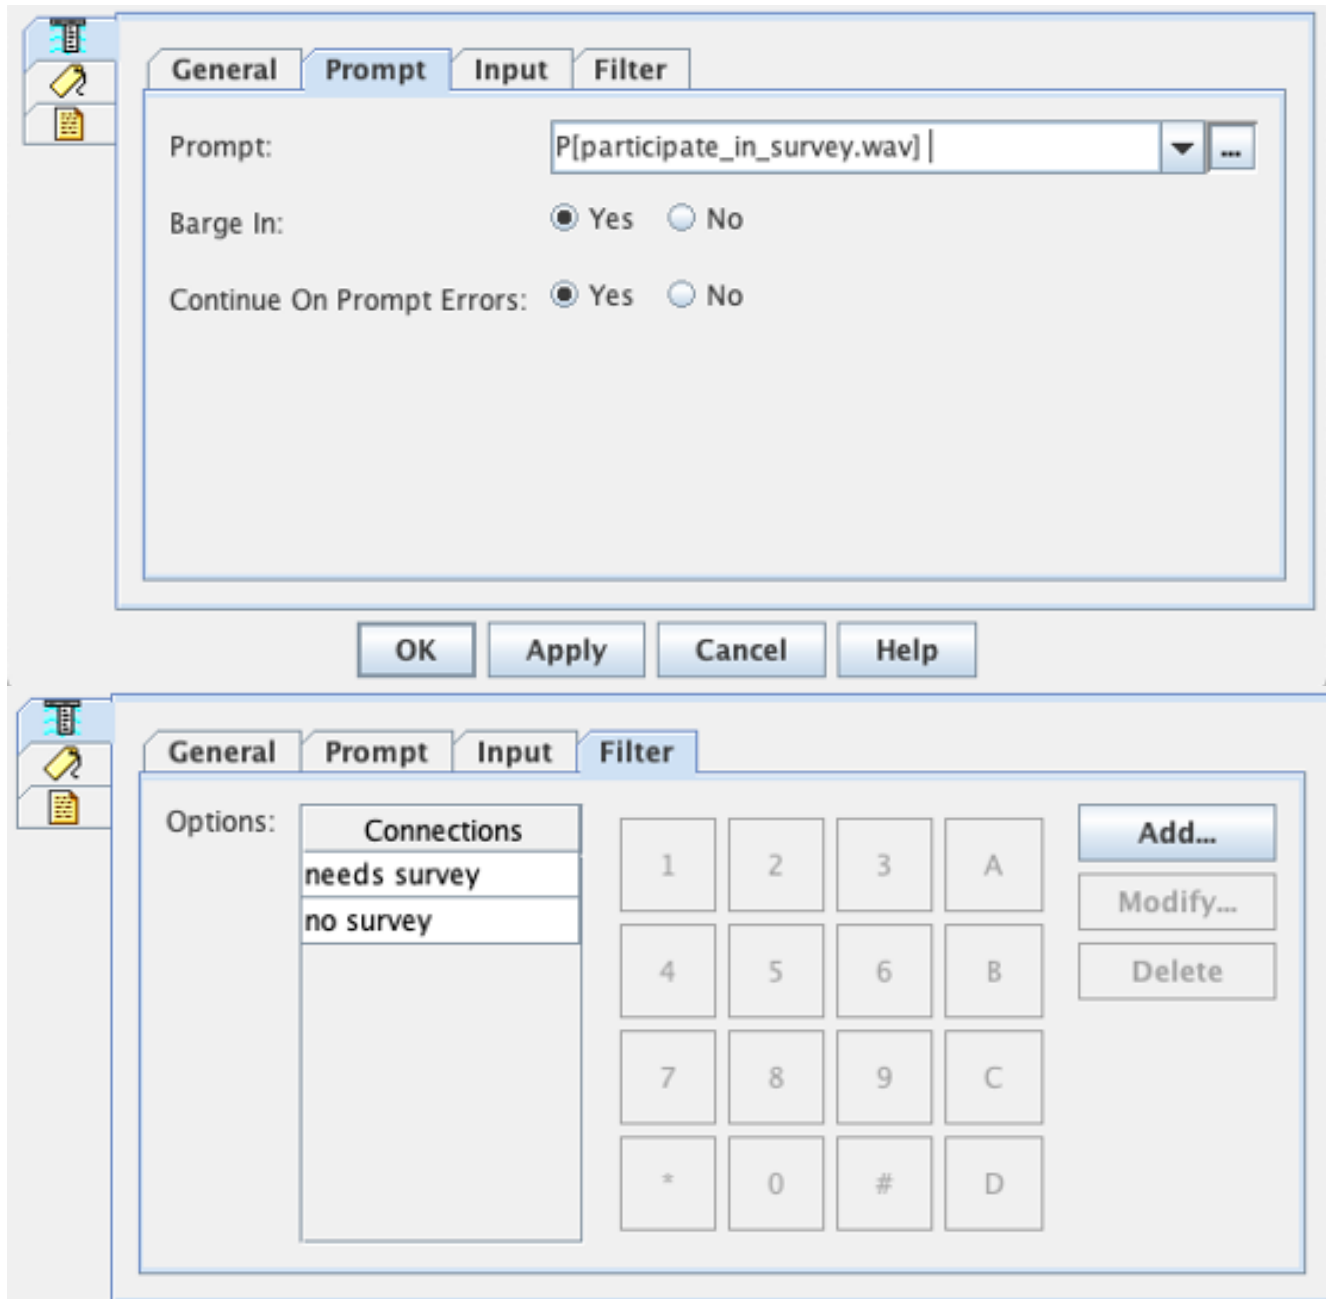 General Prompt Input Filter
Prompt: P[participate_in_survey.wav] ...
Barge In: Yes No
Continue On Prompt Errors: Yes No
OK Apply Cancel Help
General Prompt Input Filter
Options: Connections
needs survey
no survey
1 2 3 A
4 5 6 B
7 8 9 C
* 0 # D
Add...
Modify...
Delete